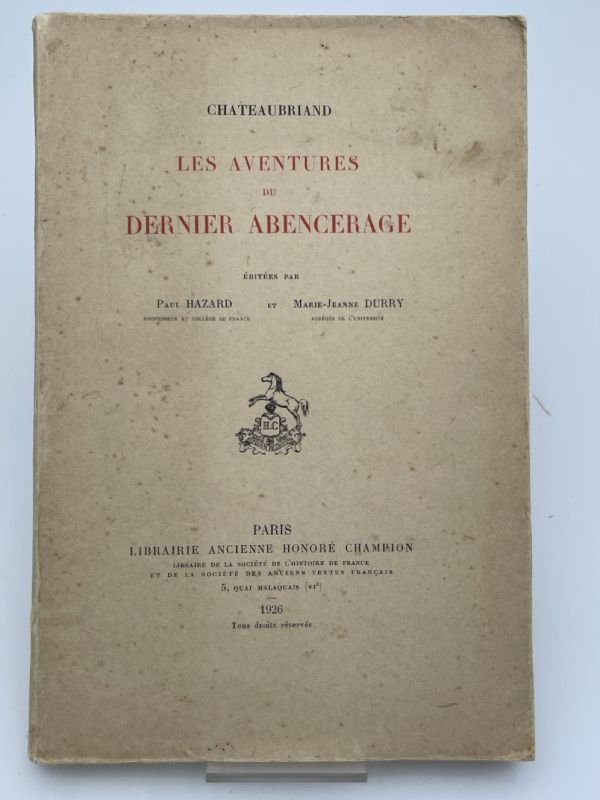 CHATEAUBRIAND
LES AVENTURES
DU
DERNIER ABENCERAGE
ÉDITÉES PAR
PAUL HAZARD ET MARIE-JEANNE DURRY
PROFESSEUR AU COLLÈGE DE FRANCE AGRÉGÉE DE L'UNIVERSITÉ
H.C
PARIS
LIBRAIRIE ANCIENNE HONORÉ CHAMPION
LIBRAIRE DE LA SOCIÉTÉ DE L'HISTOIRE DE FRANCE
ET DE LA SOCIÉTÉ DES ANCIENS TEXTES FRANÇAIS
5, QUAI MALAQUAIS (VIe)
1926
Tous droits réservés